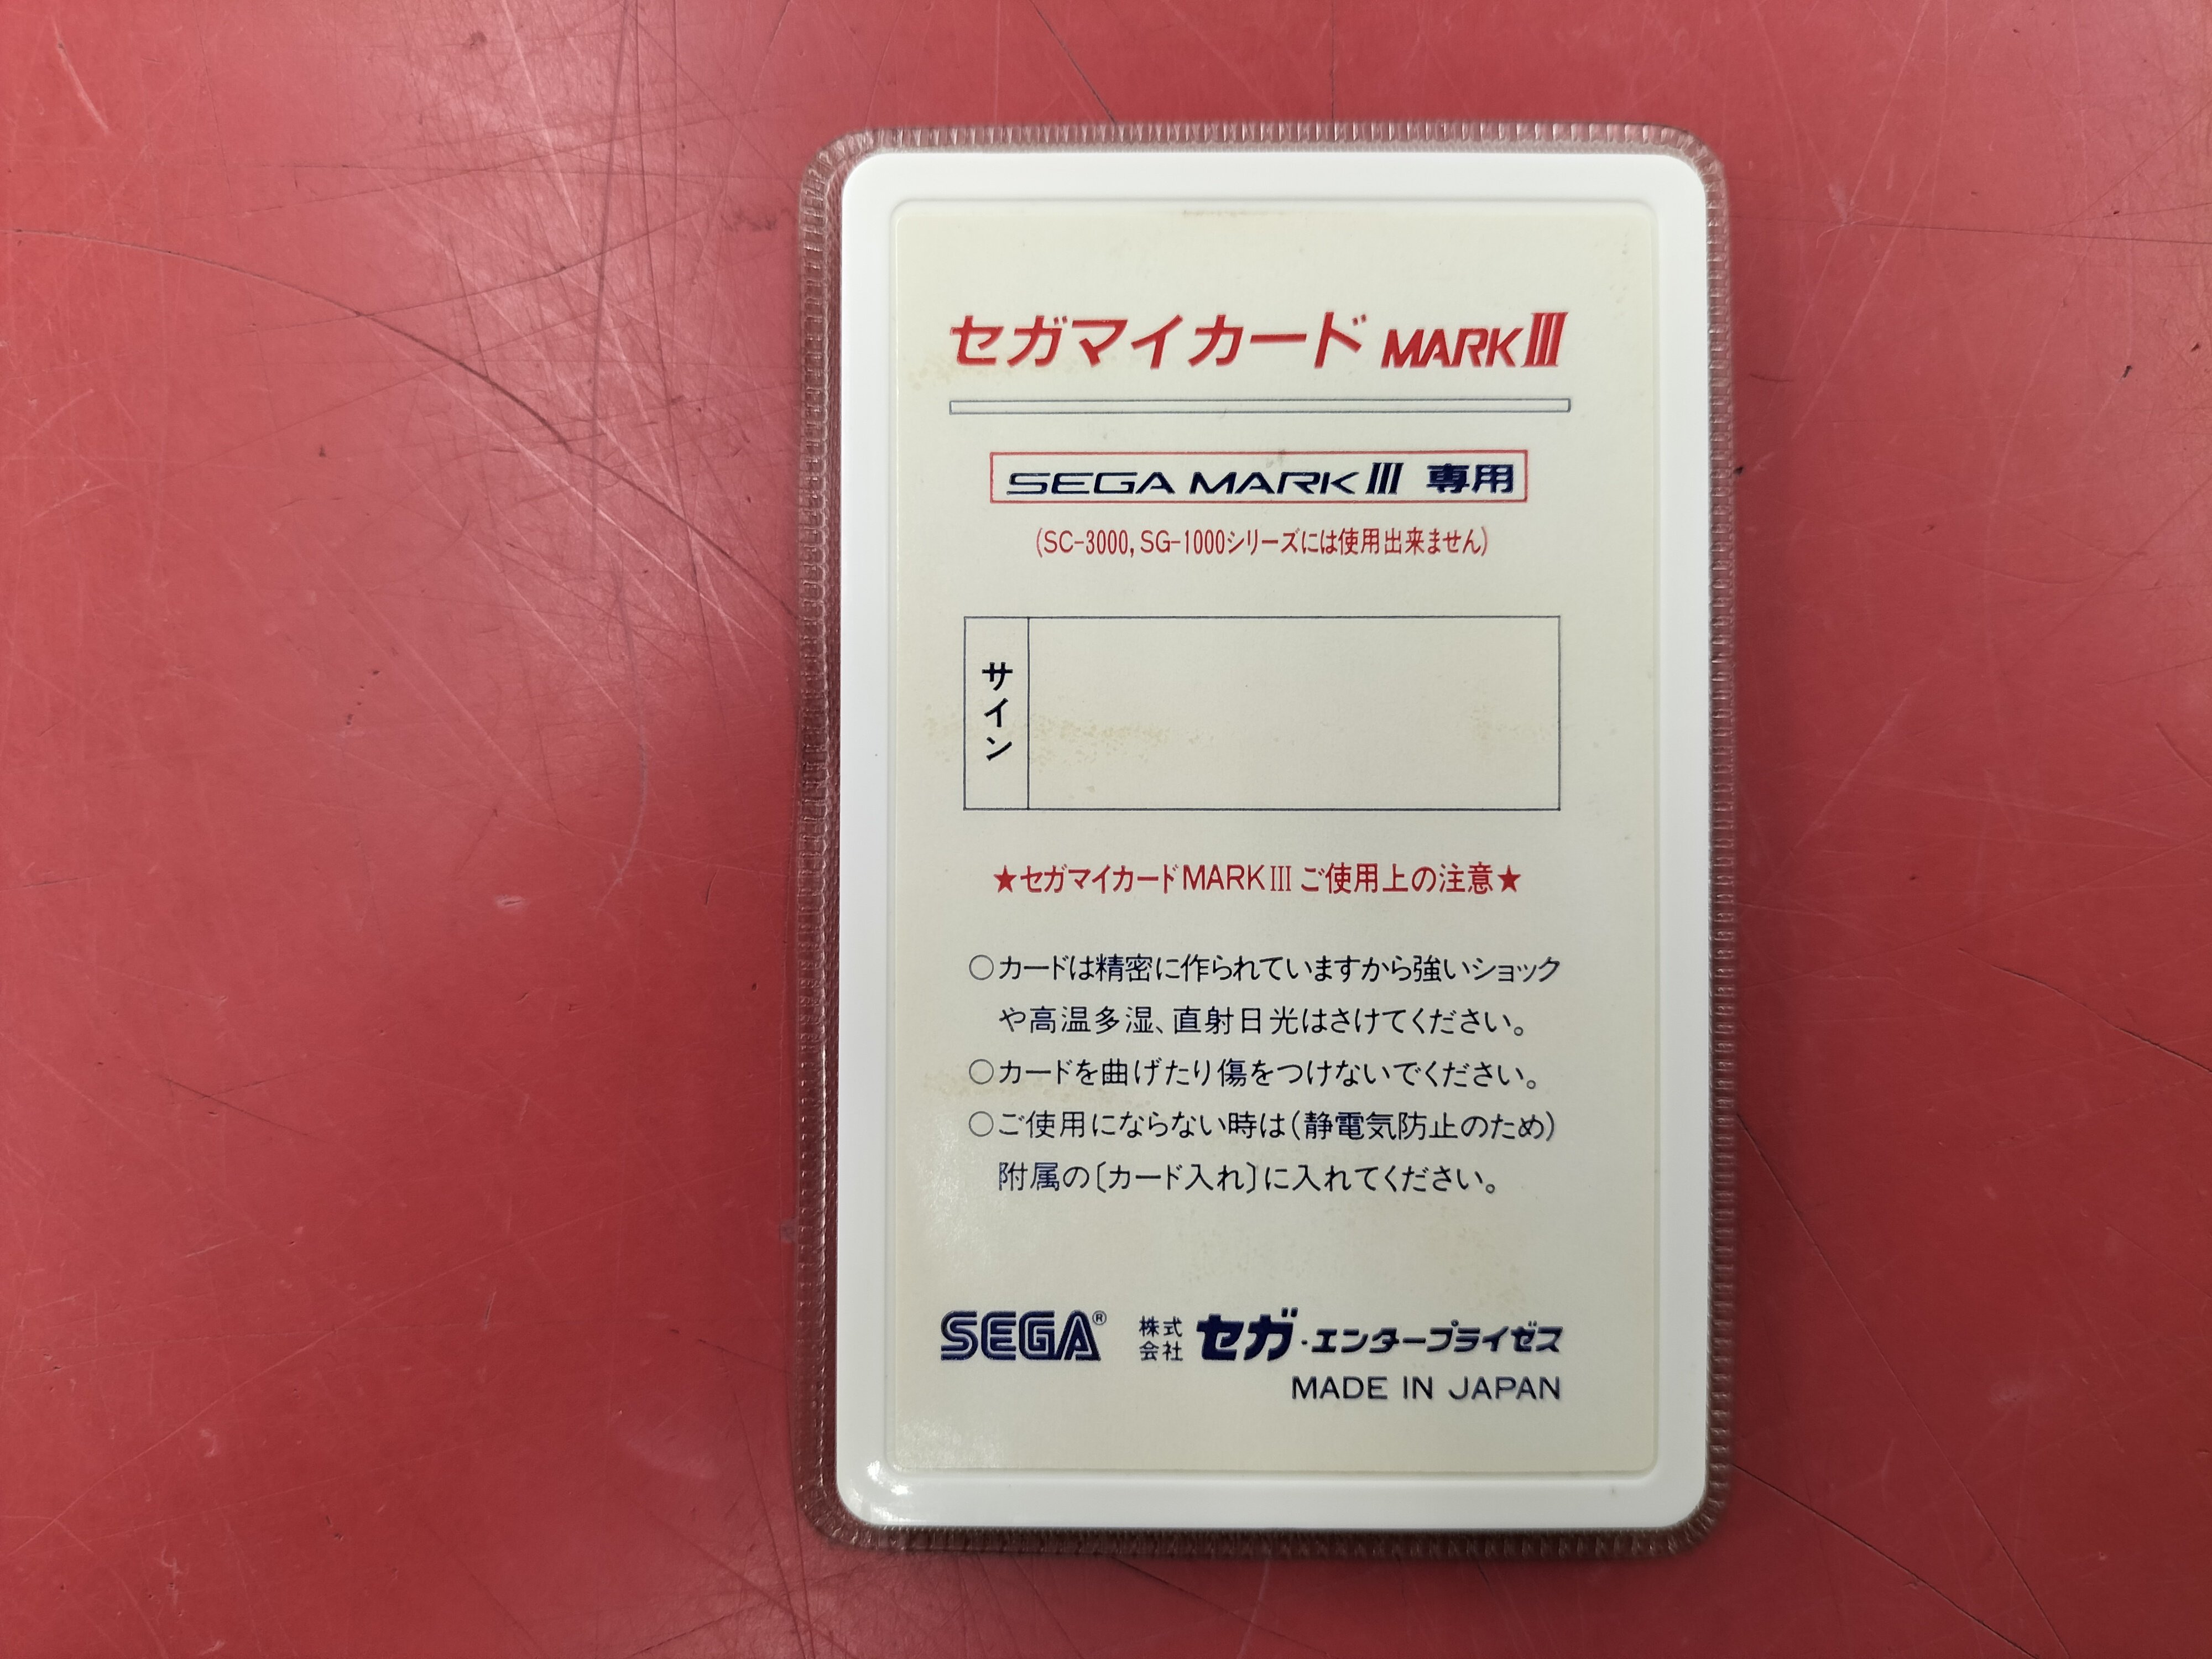 セガマイカード MARK III
SEGA MARK III 専用
(SC-3000, SG-1000シリーズには使用出来ません)
サイン
★セガマイカードMARK III ご使用上の注意★
○カードは精密に作られていますから強いショック
や高温多湿、直射日光はさけてください。
○カードを曲げたり傷をつけないでください。
○ご使用にならない時は(静電気防止のため)
附属の〔カード入れ〕に入れてください。
SEGA® 株式会社 セガ・エンタープライゼス
MADE IN JAPAN